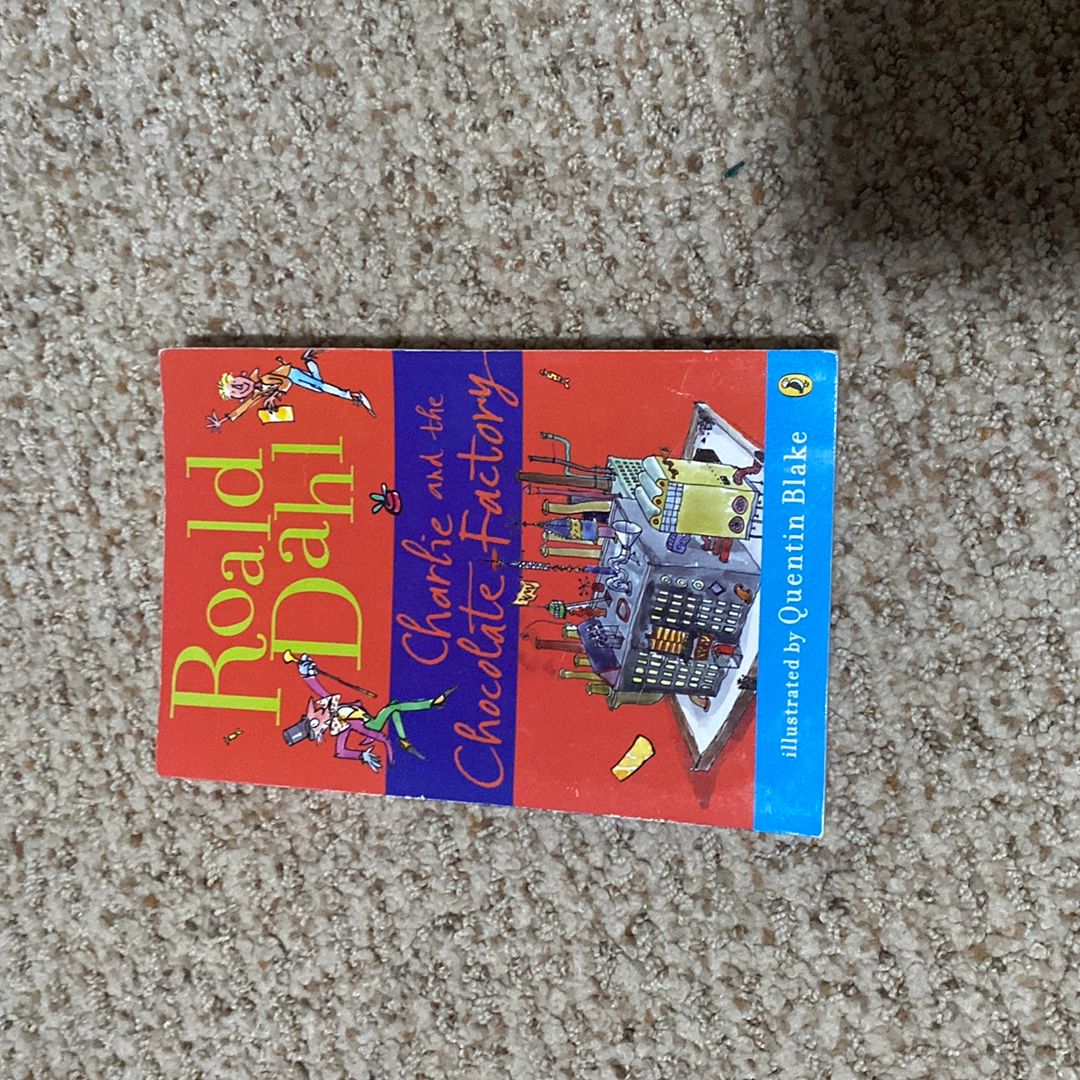 Roald
Dahl
Charlie and the
Chocolate Factory
illustrated by Quentin Blake